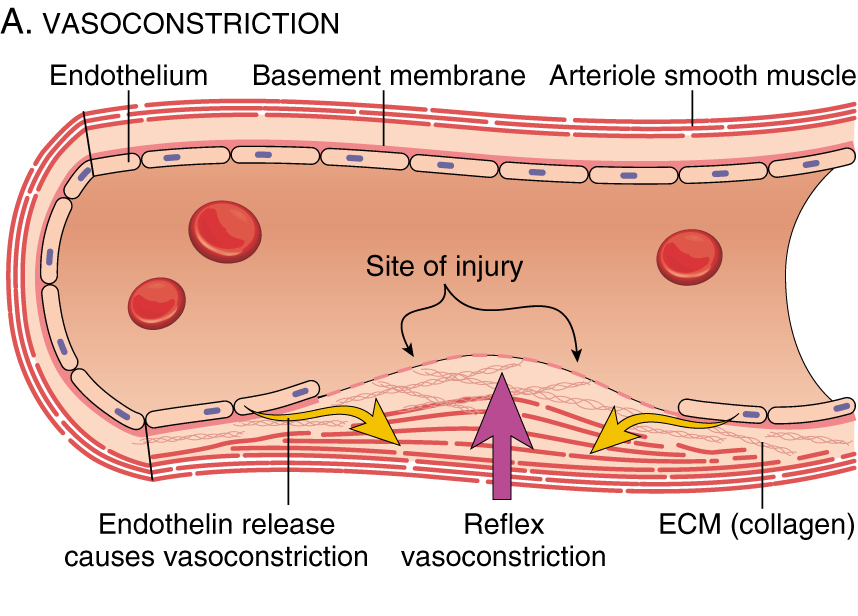 A. VASOCONSTRICTION
Endothelium
Basement membrane
Arteriole smooth muscle
Site of injury
Endothelin release
causes vasoconstriction
Reflex
vasoconstriction
ECM (collagen)